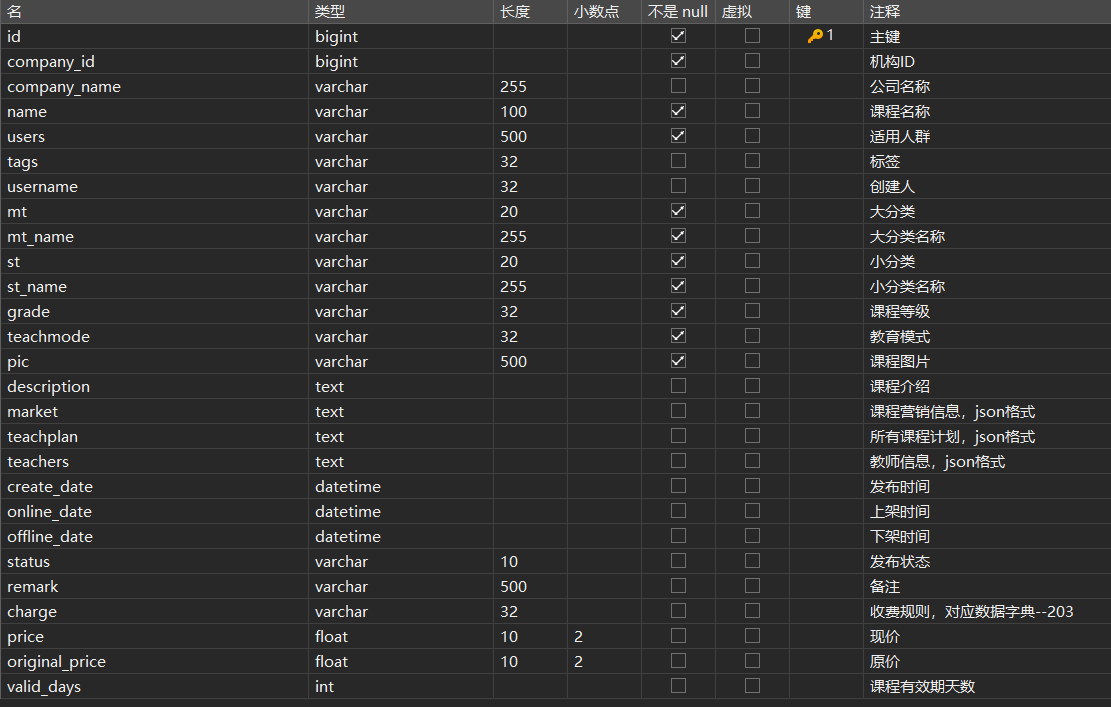 名 类型 长度 小数点 不是 null 虚拟 键 注释
id bigint 1 主键
company_id bigint 机构ID
company_name varchar 255 公司名称
name varchar 100 课程名称
users varchar 500 适用人群
tags varchar 32 标签
username varchar 32 创建人
mt varchar 20 大分类
mt_name varchar 255 大分类名称
st varchar 20 小分类
st_name varchar 255 小分类名称
grade varchar 32 课程等级
teachmode varchar 32 教育模式
pic varchar 500 课程图片
description text 课程介绍
market text 课程营销信息，json格式
teachplan text 所有课程计划，json格式
teachers text 教师信息，json格式
create_date datetime 发布时间
online_date datetime 上架时间
offline_date datetime 下架时间
status varchar 10 发布状态
remark varchar 500 备注
charge varchar 32 收费规则，对应数据字典--203
price float 10 2 现价
original_price float 10 2 原价
valid_days int 课程有效期天数